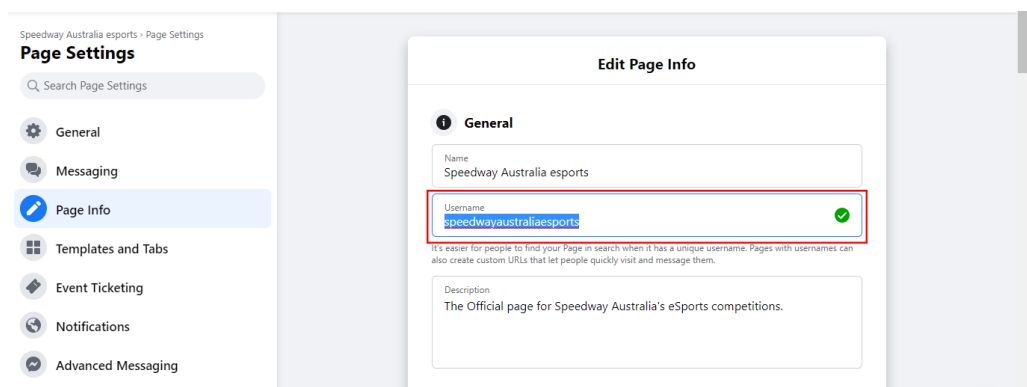 Speedway Australia esports › Page Settings
Page Settings
Search Page Settings
General
Messaging
Page Info
Templates and Tabs
Event Ticketing
Notifications
Advanced Messaging
Edit Page Info
General
Name
Speedway Australia esports
Username
speedwayaustraliaesports
It's easier for people to find your Page in search when it has a unique username. Pages with usernames can
also create custom URLs that let people quickly visit and message them.
Description
The Official page for Speedway Australia's eSports competitions.